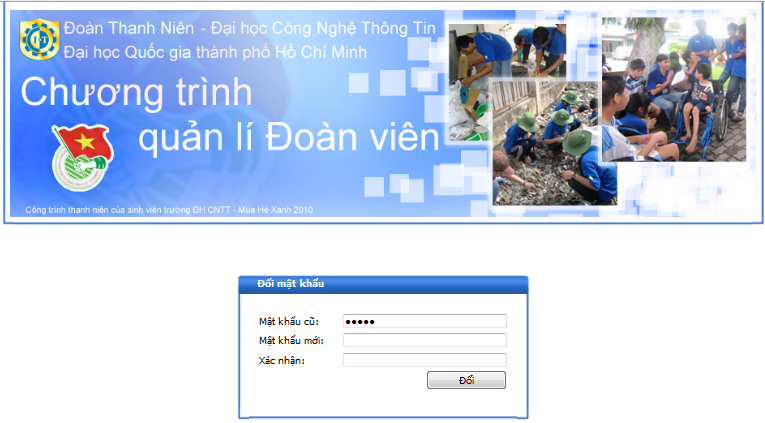 Đoàn Thanh Niên - Đại học Công Nghệ Thông Tin
Đại học Quốc gia thành phố Hồ Chí Minh
Chương trình
quản lí Đoàn viên
Công trình thanh niên của sinh viên trường ĐH CNTT - Mùa Hè Xanh 2010
Đổi mật khẩu
Mật khẩu cũ: •••••
Mật khẩu mới:
Xác nhận:
Đổi